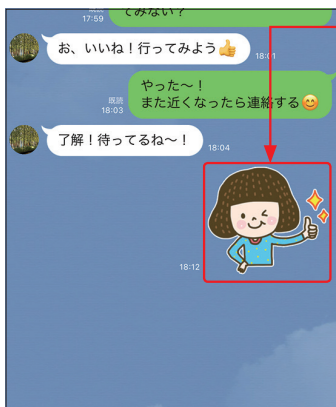 既読
17:59
てみない？
お、いいね！行ってみよう👍
18:01
やった〜！
また近くなったら連絡する😊
既読
18:03
了解！待ってるね〜！
18:04
18:12